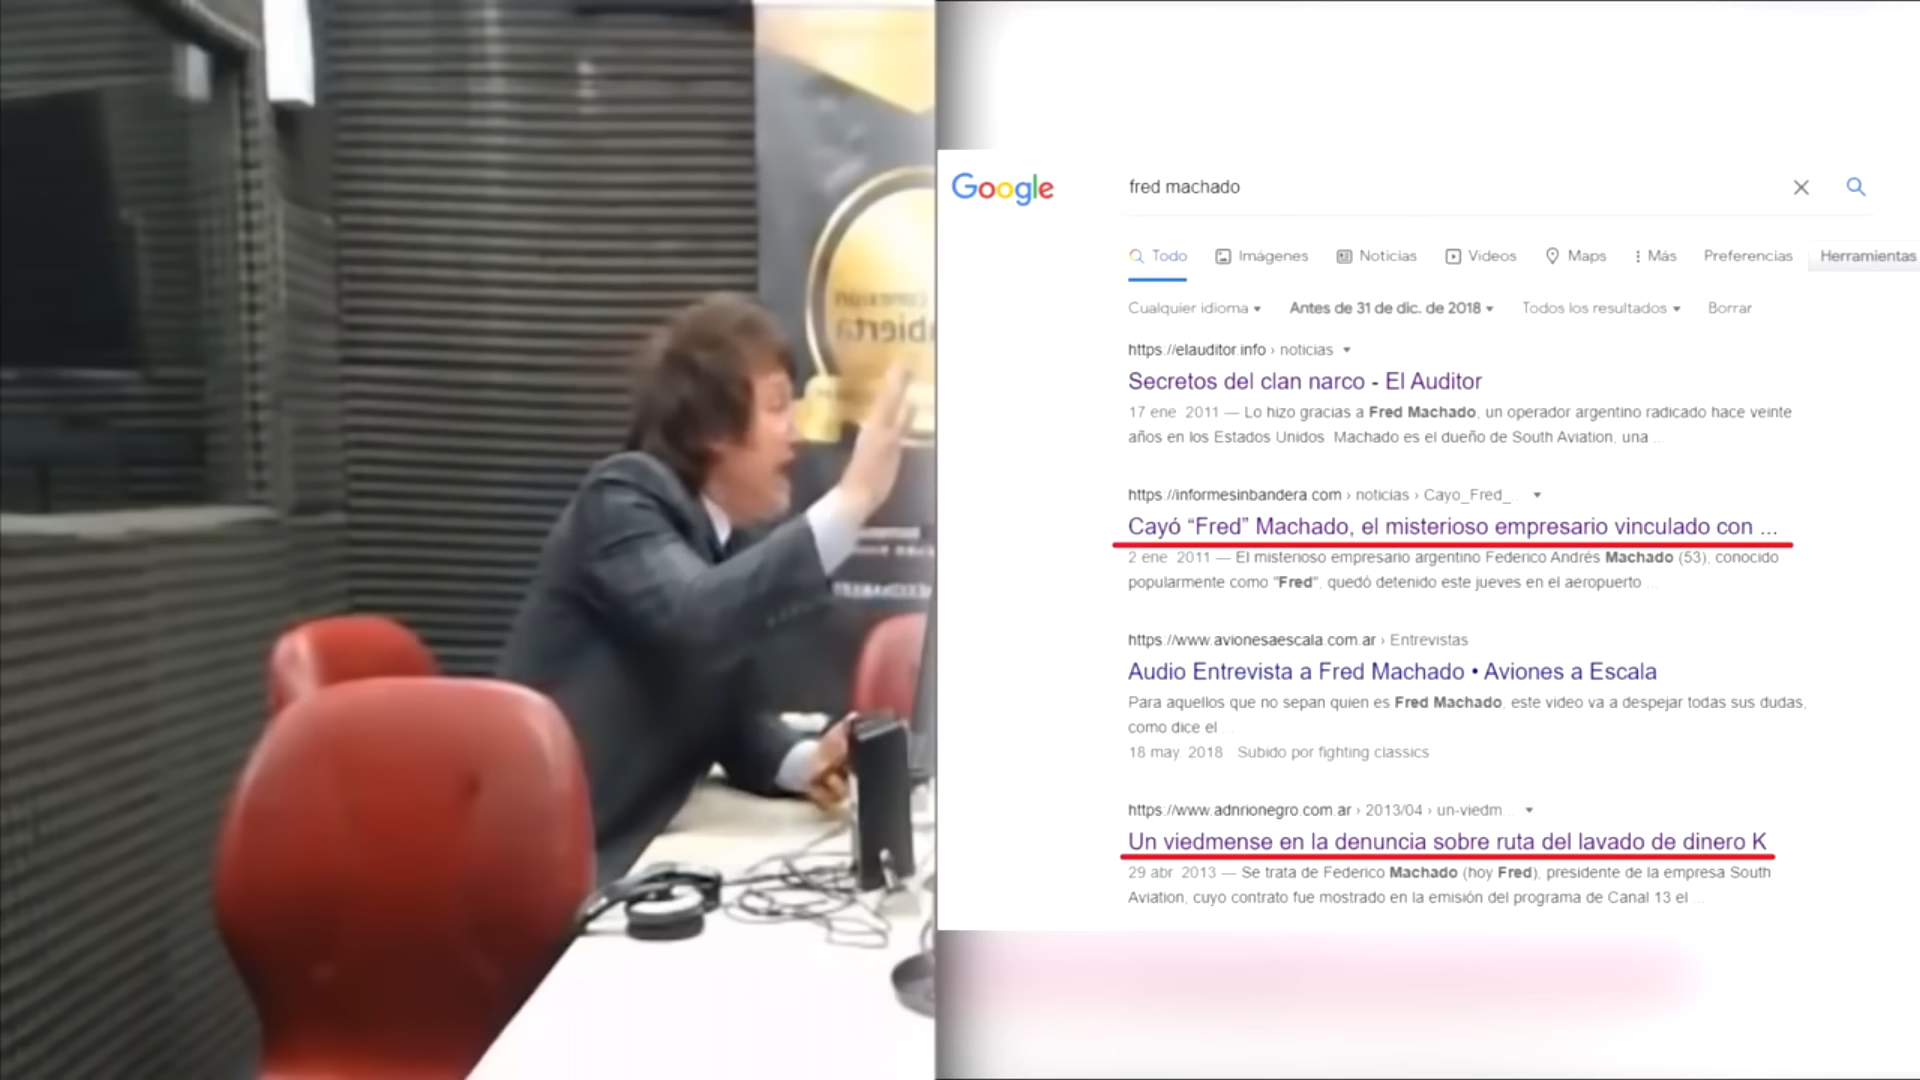 Google
fred machado
Todo Imágenes Noticias Videos Maps Más Preferencias Herramientas
Cualquier idioma Antes de 31 de dic. de 2018 Todos los resultados Borrar
https://elauditor.info › noticias
Secretos del clan narco - El Auditor
17 ene 2011 — Lo hizo gracias a Fred Machado, un operador argentino radicado hace veinte
años en los Estados Unidos. Machado es el dueño de South Aviation, una ...
https://informesinbandera.com › noticias › Cayo_Fred_...
Cayó “Fred” Machado, el misterioso empresario vinculado con ...
2 ene 2011 — El misterioso empresario argentino Federico Andrés Machado (53), conocido
popularmente como "Fred", quedó detenido este jueves en el aeropuerto ...
https://www.avionesaescala.com.ar › Entrevistas
Audio Entrevista a Fred Machado • Aviones a Escala
Para aquellos que no sepan quien es Fred Machado, este video va a despejar todas sus dudas,
como dice el ...
18 may. 2018 Subido por fighting classics
https://www.adnrionegro.com.ar › 2013/04 › un-viedm...
Un viedmense en la denuncia sobre ruta del lavado de dinero K
29 abr. 2013 — Se trata de Federico Machado (hoy Fred), presidente de la empresa South
Aviation, cuyo contrato fue mostrado en la emisión del programa de Canal 13 el ...